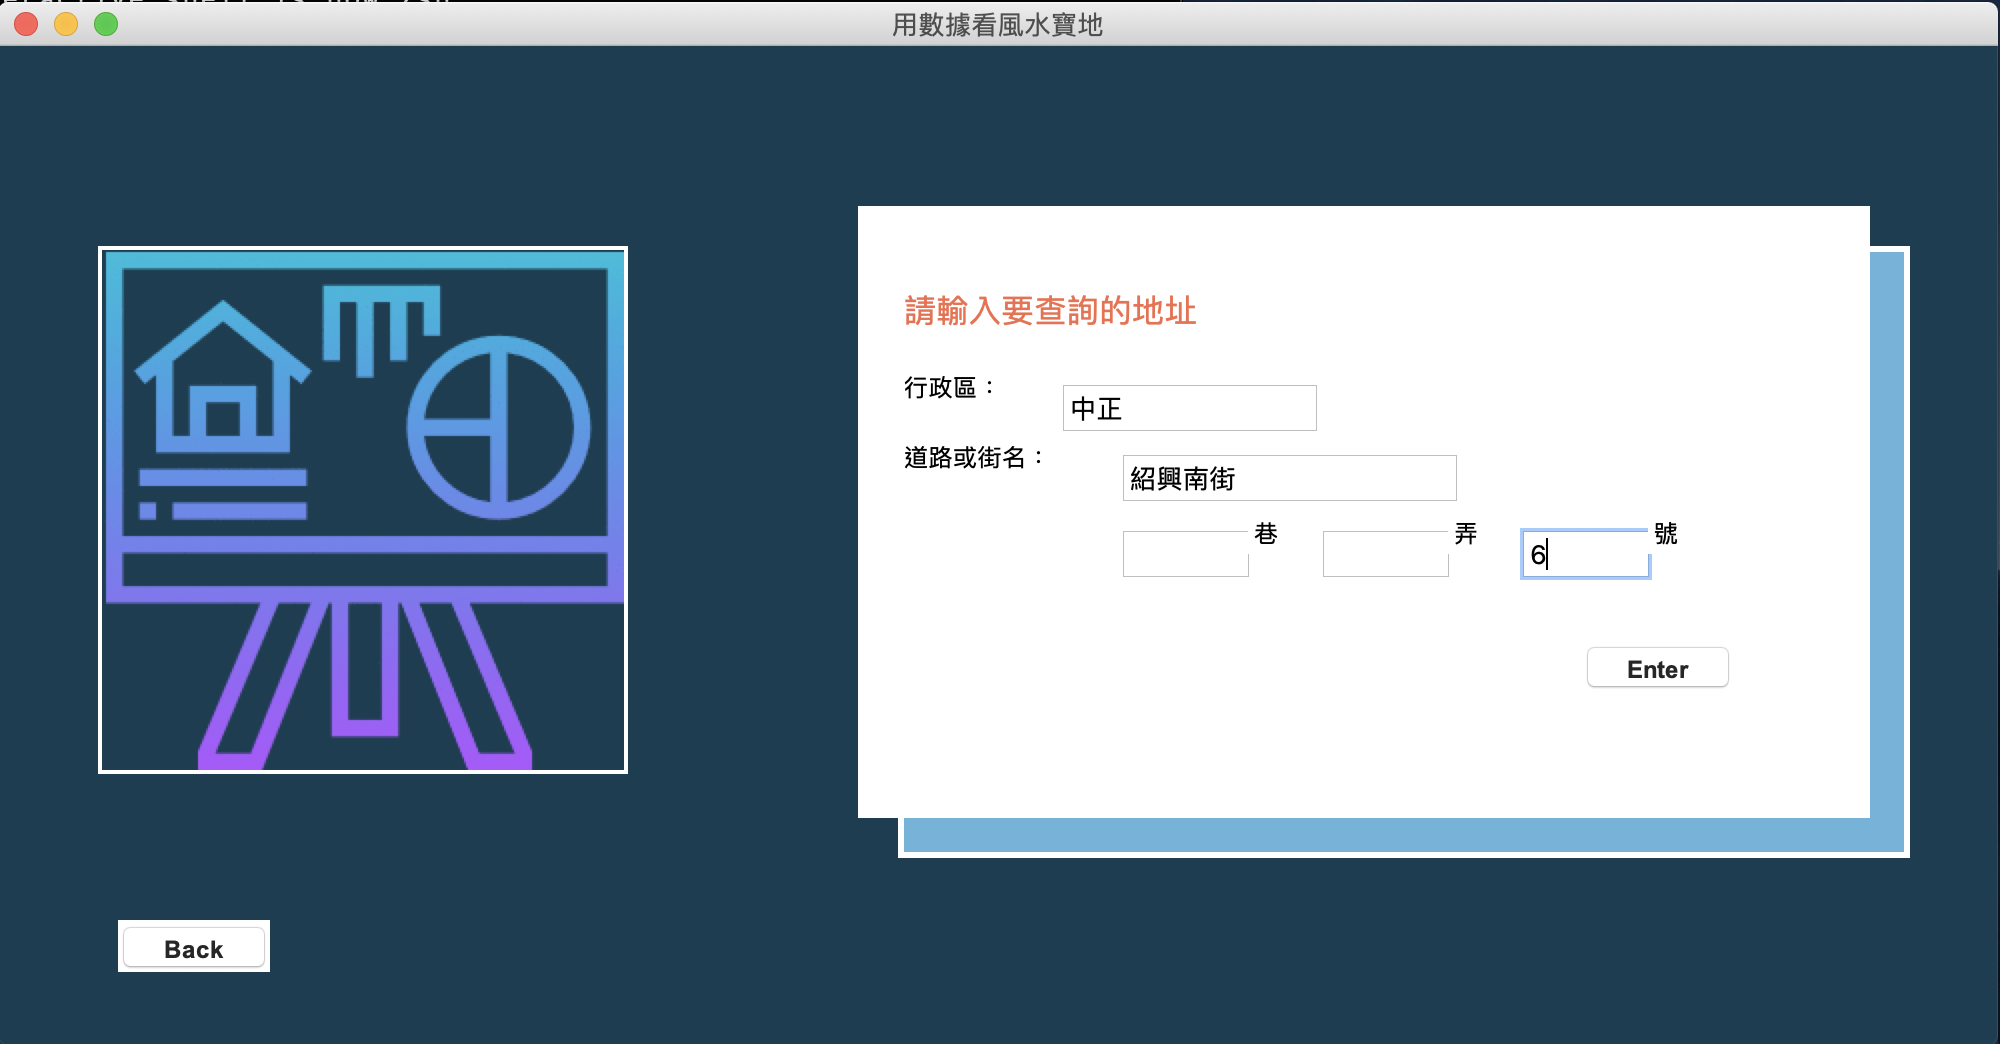 用數據看風水寶地
請輸入要查詢的地址
行政區：
中正
道路或街名：
紹興南街
巷 弄 6 號
Enter
Back